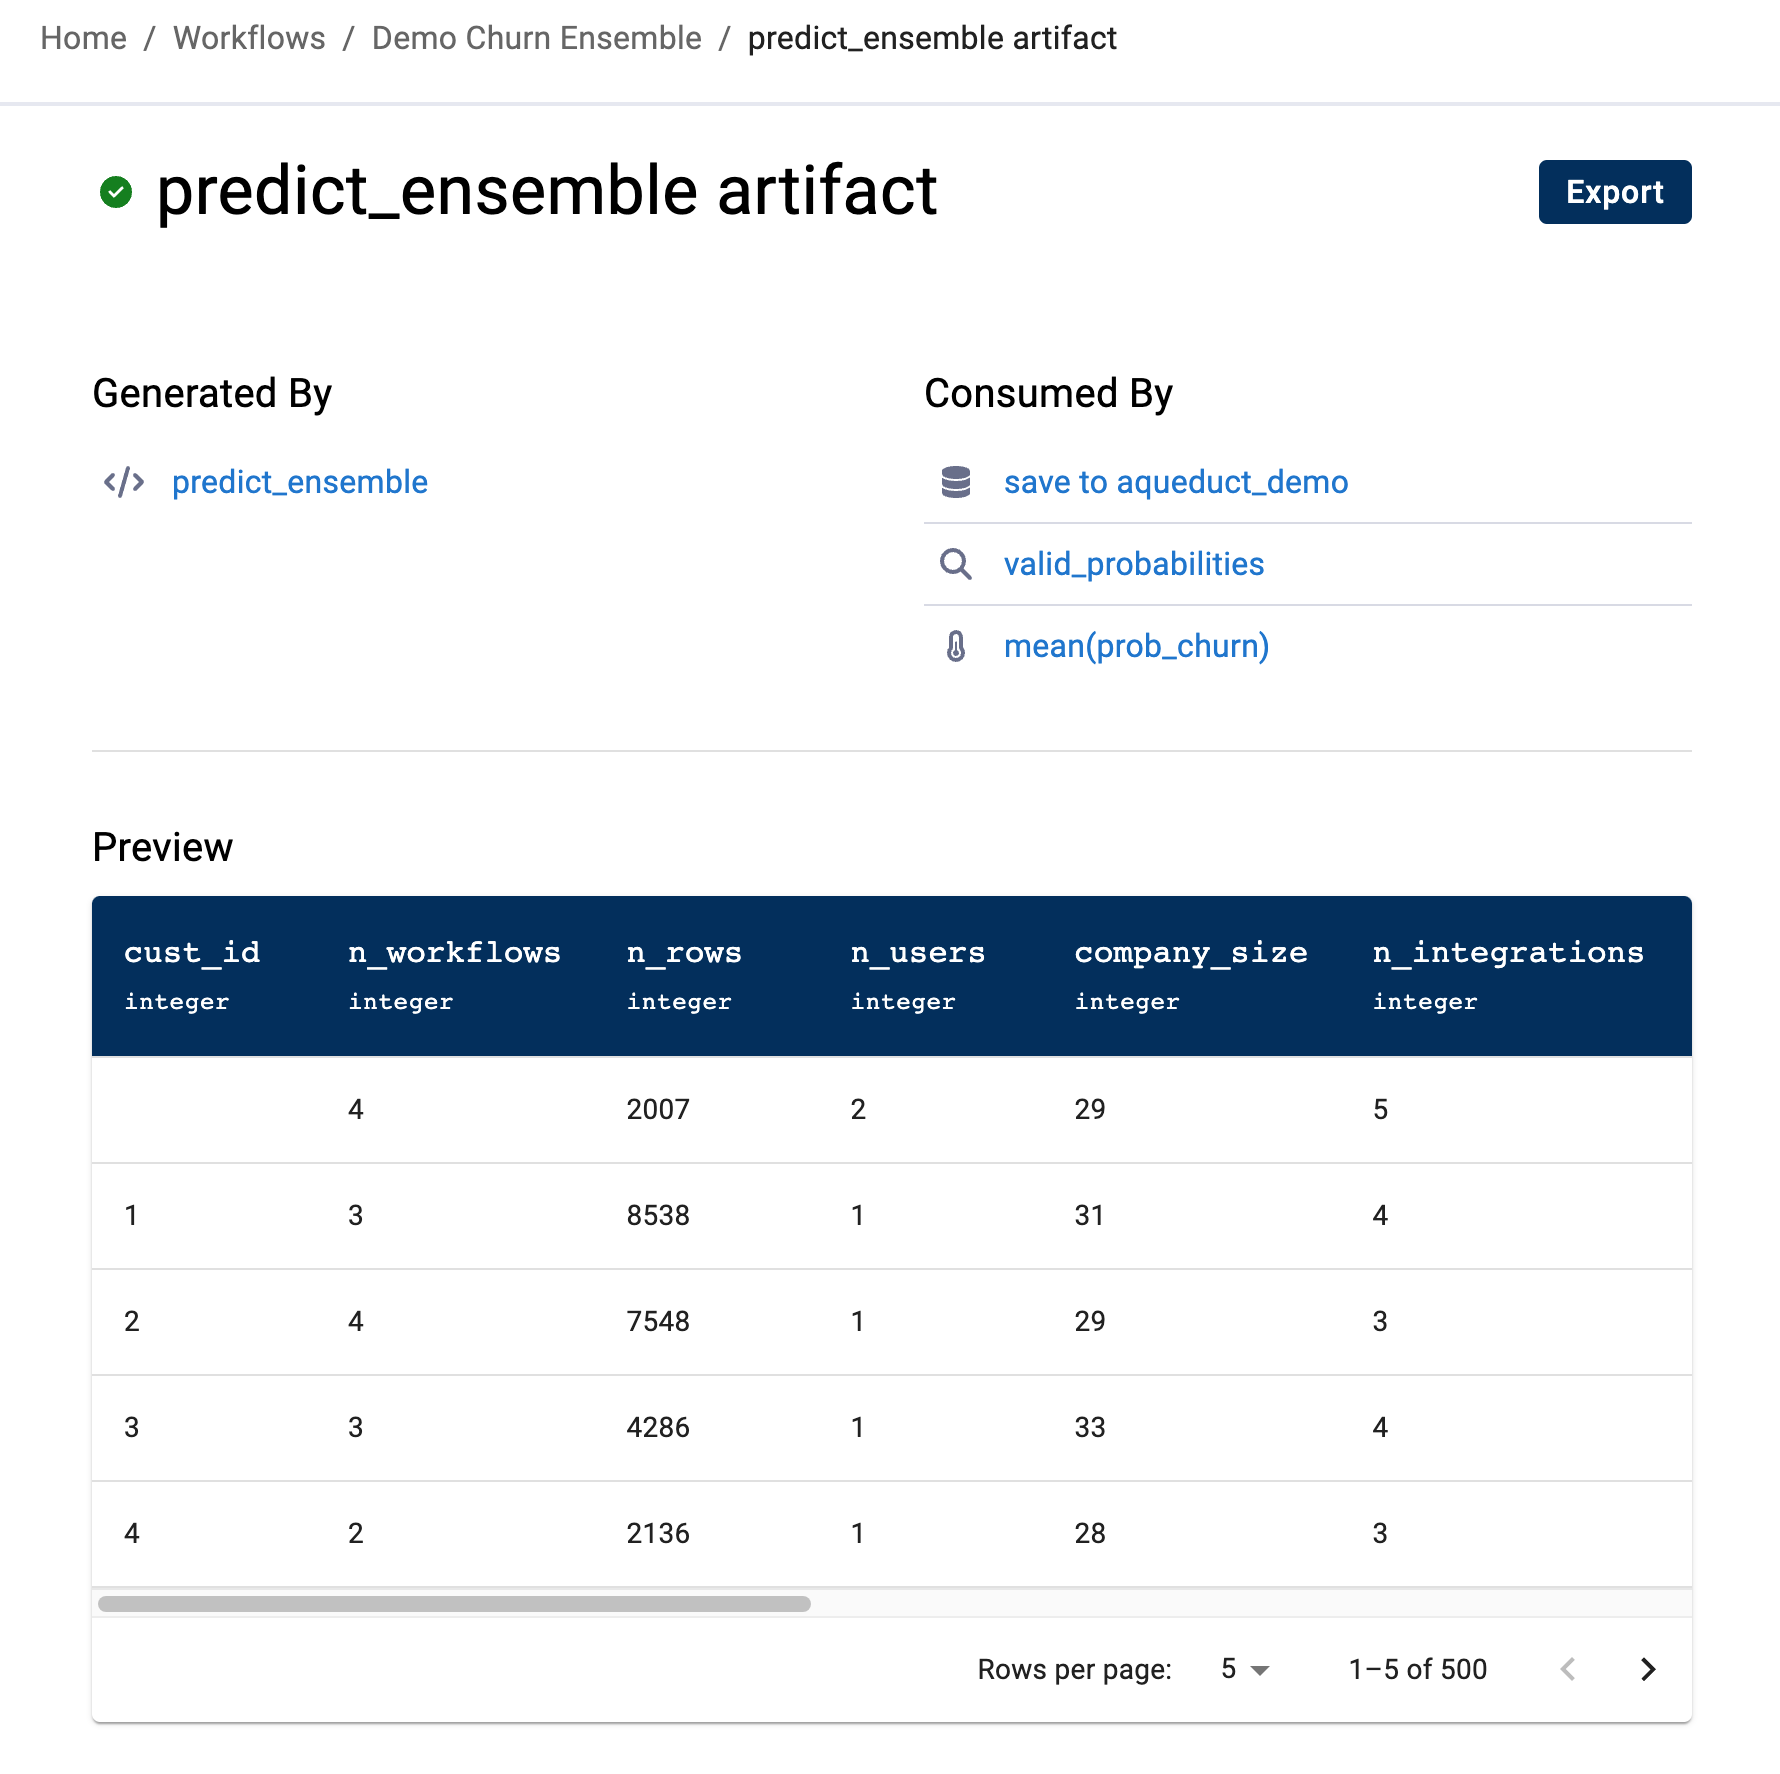 Home / Workflows / Demo Churn Ensemble / predict_ensemble artifact
predict_ensemble artifact
Export
Generated By
predict_ensemble
Consumed By
save to aqueduct_demo
valid_probabilities
mean(prob_churn)
Preview
cust_id n_workflows n_rows n_users company_size n_integrations
integer integer integer integer integer integer
4 2007 2 29 5
1 3 8538 1 31 4
2 4 7548 1 29 3
3 3 4286 1 33 4
4 2 2136 1 28 3
Rows per page: 5 1–5 of 500